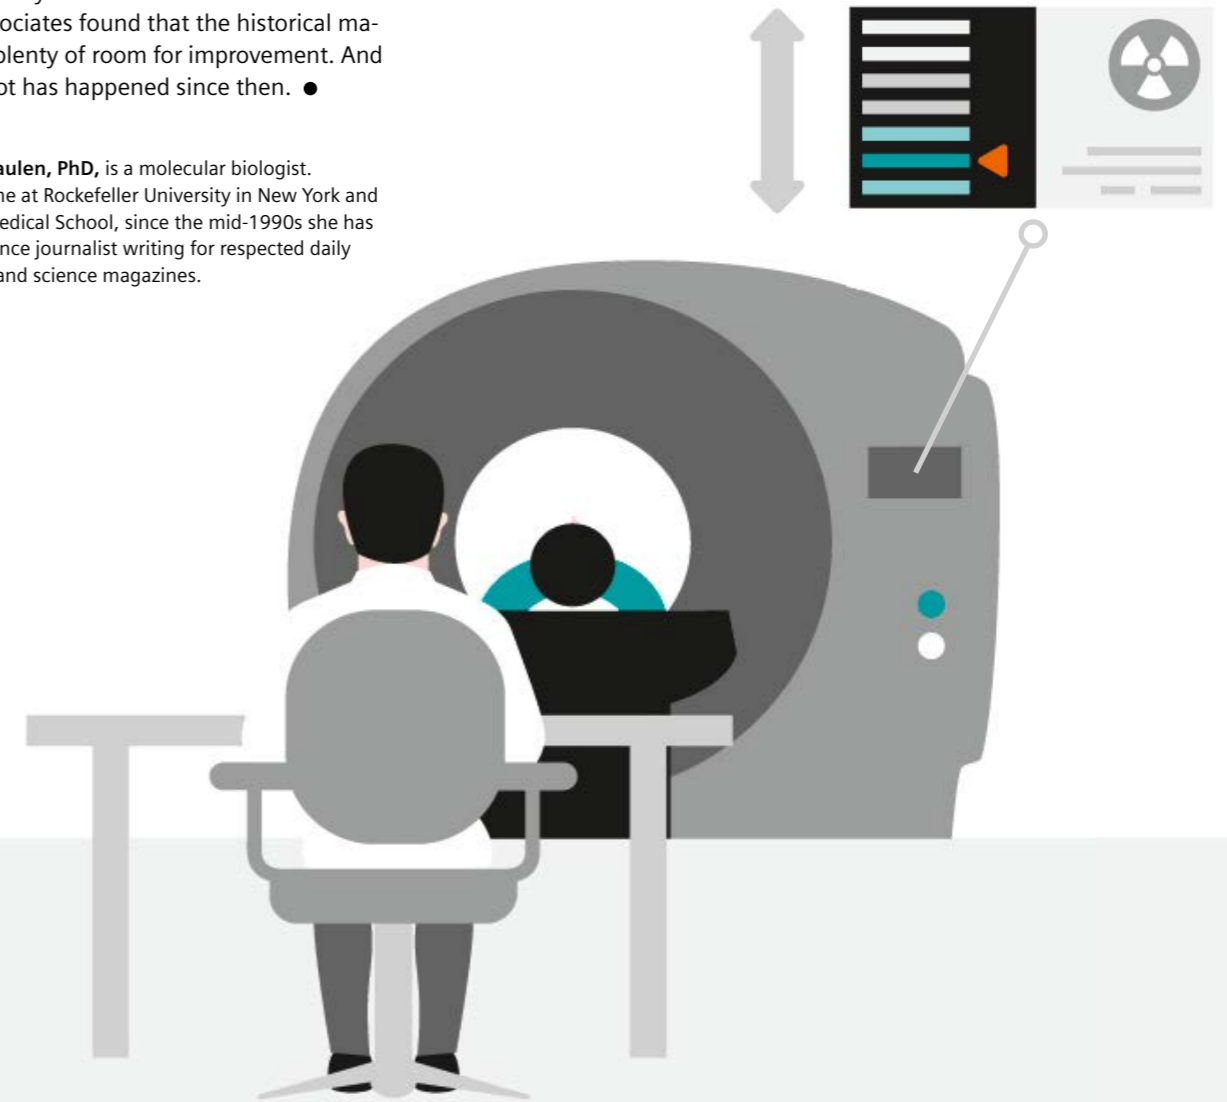 ociates found that the historical ma-
plenty of room for improvement. And
ot has happened since then. ●
aulen, PhD, is a molecular biologist.
ne at Rockefeller University in New York and
edical School, since the mid-1990s she has
nce journalist writing for respected daily
and science magazines.